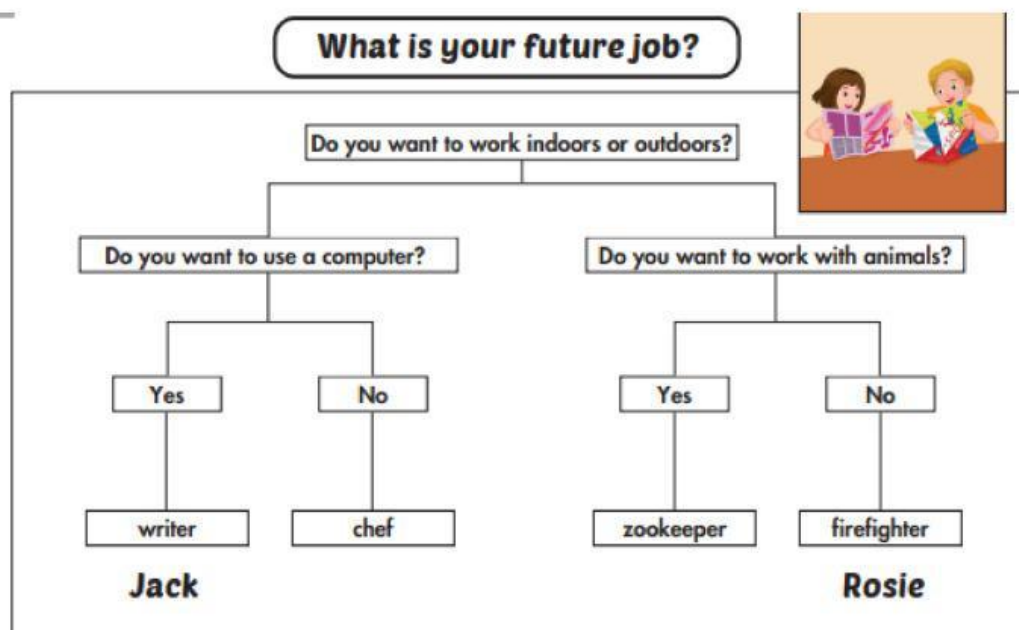 What is your future job?
Do you want to work indoors or outdoors?
Do you want to use a computer?
Do you want to work with animals?
Yes
No
Yes
No
writer
chef
zookeeper
firefighter
Jack
Rosie